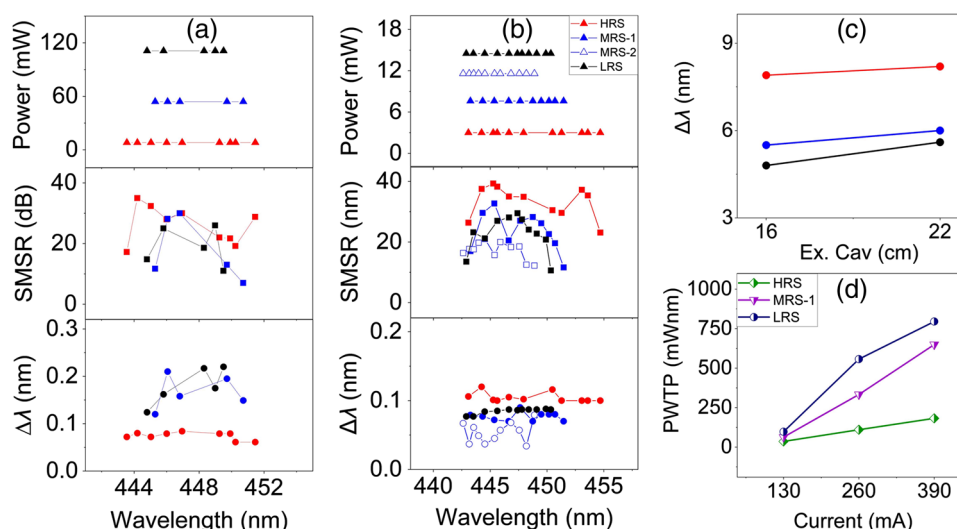 (a)
Power (mW)
120
80
40
0
SMSR (dB)
40
20
0
Δλ (nm)
0.3
0.2
0.1
0.0
444 448 452
Wavelength (nm)
(b)
HRS
MRS-1
MRS-2
LRS
Power (mW)
18
12
6
0
SMSR (nm)
40
20
0
Δλ (nm)
0.2
0.1
0.0
440 445 450 455
Wavelength (nm)
(c)
Δλ (nm)
9
6
3
16 22
Ex. Cav (cm)
(d)
HRS
MRS-1
LRS
PWTP (mWnm)
1000
750
500
250
0
130 260 390
Current (mA)